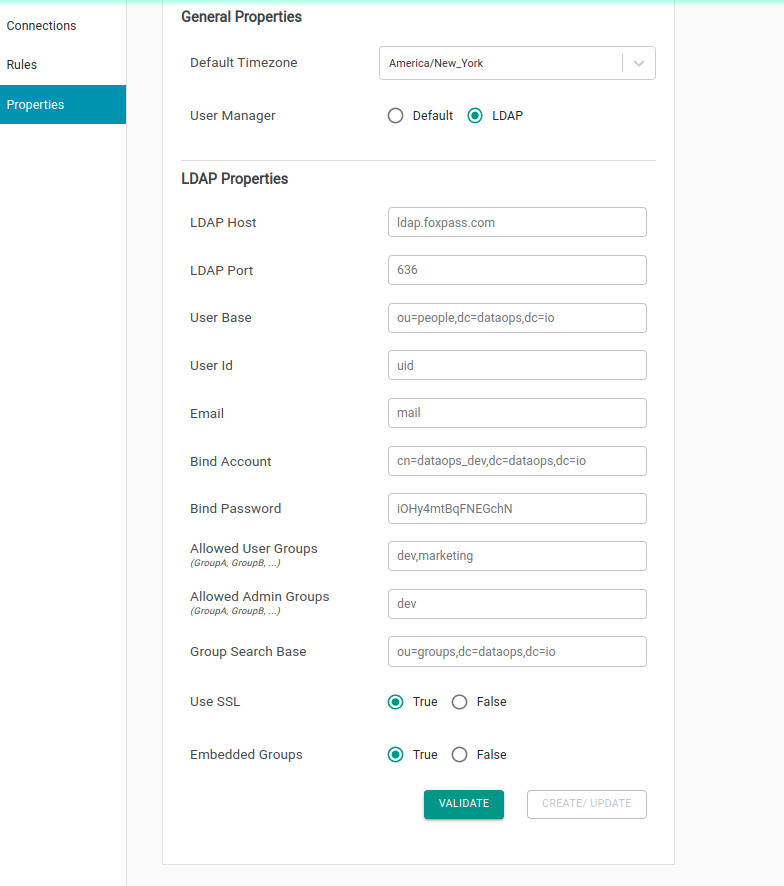 Connections
Rules
Properties
General Properties
Default Timezone
America/New_York
User Manager
Default
LDAP
LDAP Properties
LDAP Host
ldap.foxpass.com
LDAP Port
636
User Base
ou=people,dc=dataops,dc=io
User Id
uid
Email
mail
Bind Account
cn=dataops_dev,dc=dataops,dc=io
Bind Password
iOHy4mtBqFNEGchN
Allowed User Groups
(GroupA, GroupB, ...)
dev,marketing
Allowed Admin Groups
(GroupA, GroupB, ...)
dev
Group Search Base
ou=groups,dc=dataops,dc=io
Use SSL
True
False
Embedded Groups
True
False
VALIDATE
CREATE/ UPDATE